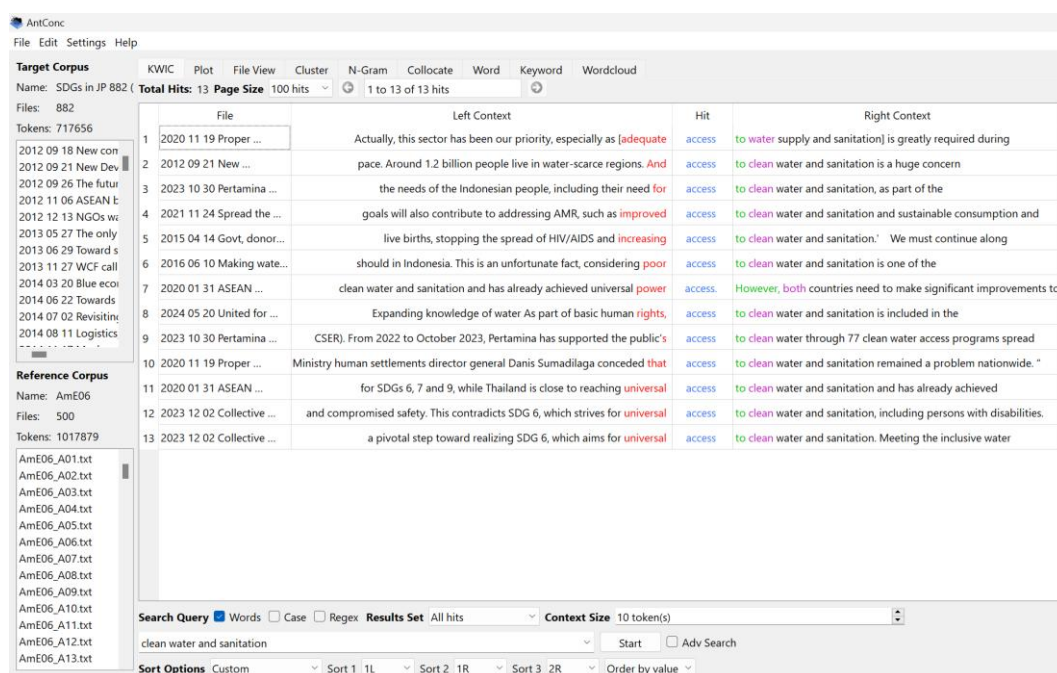 AntConc
File Edit Settings Help
Target Corpus
Name: SDGs in JP 882 (
Files: 882
Tokens: 717656
2012 09 18 New com
2012 09 21 New Dev
2012 09 26 The futur
2012 11 06 ASEAN b
2012 12 13 NGOs wa
2013 05 27 The only
2013 06 29 Toward s
2013 11 27 WCF call
2014 03 20 Blue ecoi
2014 06 22 Towards
2014 07 02 Revisiting
2014 08 11 Logistics
Reference Corpus
Name: AmE06
Files: 500
Tokens: 1017879
AmE06_A01.txt
AmE06_A02.txt
AmE06_A03.txt
AmE06_A04.txt
AmE06_A05.txt
AmE06_A06.txt
AmE06_A07.txt
AmE06_A08.txt
AmE06_A09.txt
AmE06_A10.txt
AmE06_A11.txt
AmE06_A12.txt
AmE06_A13.txt
KWIC Plot File View Cluster N-Gram Collocate Word Keyword Wordcloud
Total Hits: 13 Page Size 100 hits 1 to 13 of 13 hits
File Left Context Hit Right Context
1 2020 11 19 Proper ... Actually, this sector has been our priority, especially as [adequate access to water supply and sanitation] is greatly required during
2 2012 09 21 New ... pace. Around 1.2 billion people live in water-scarce regions. And access to clean water and sanitation is a huge concern
3 2023 10 30 Pertamina ... the needs of the Indonesian people, including their need for access to clean water and sanitation, as part of the
4 2021 11 24 Spread the ... goals will also contribute to addressing AMR, such as improved access to clean water and sanitation and sustainable consumption and
5 2015 04 14 Govt, donor... live births, stopping the spread of HIV/AIDS and increasing access to clean water and sanitation.' We must continue along
6 2016 06 10 Making wate... should in Indonesia. This is an unfortunate fact, considering poor access to clean water and sanitation is one of the
7 2020 01 31 ASEAN ... clean water and sanitation and has already achieved universal power access. However, both countries need to make significant improvements to
8 2024 05 20 United for ... Expanding knowledge of water As part of basic human rights, access to clean water and sanitation is included in the
9 2023 10 30 Pertamina ... CSER). From 2022 to October 2023, Pertamina has supported the public's access to clean water through 77 clean water access programs spread
10 2020 11 19 Proper ... Ministry human settlements director general Danis Sumadilaga conceded that access to clean water and sanitation remained a problem nationwide. "
11 2020 01 31 ASEAN ... for SDGs 6, 7 and 9, while Thailand is close to reaching universal access to clean water and sanitation and has already achieved
12 2023 12 02 Collective ... and compromised safety. This contradicts SDG 6, which strives for universal access to clean water and sanitation, including persons with disabilities.
13 2023 12 02 Collective ... a pivotal step toward realizing SDG 6, which aims for universal access to clean water and sanitation. Meeting the inclusive water
Search Query Words Case Regex Results Set All hits Context Size 10 token(s)
clean water and sanitation Start Adv Search
Sort Options Custom Sort 1 1L Sort 2 1R Sort 3 2R Order by value